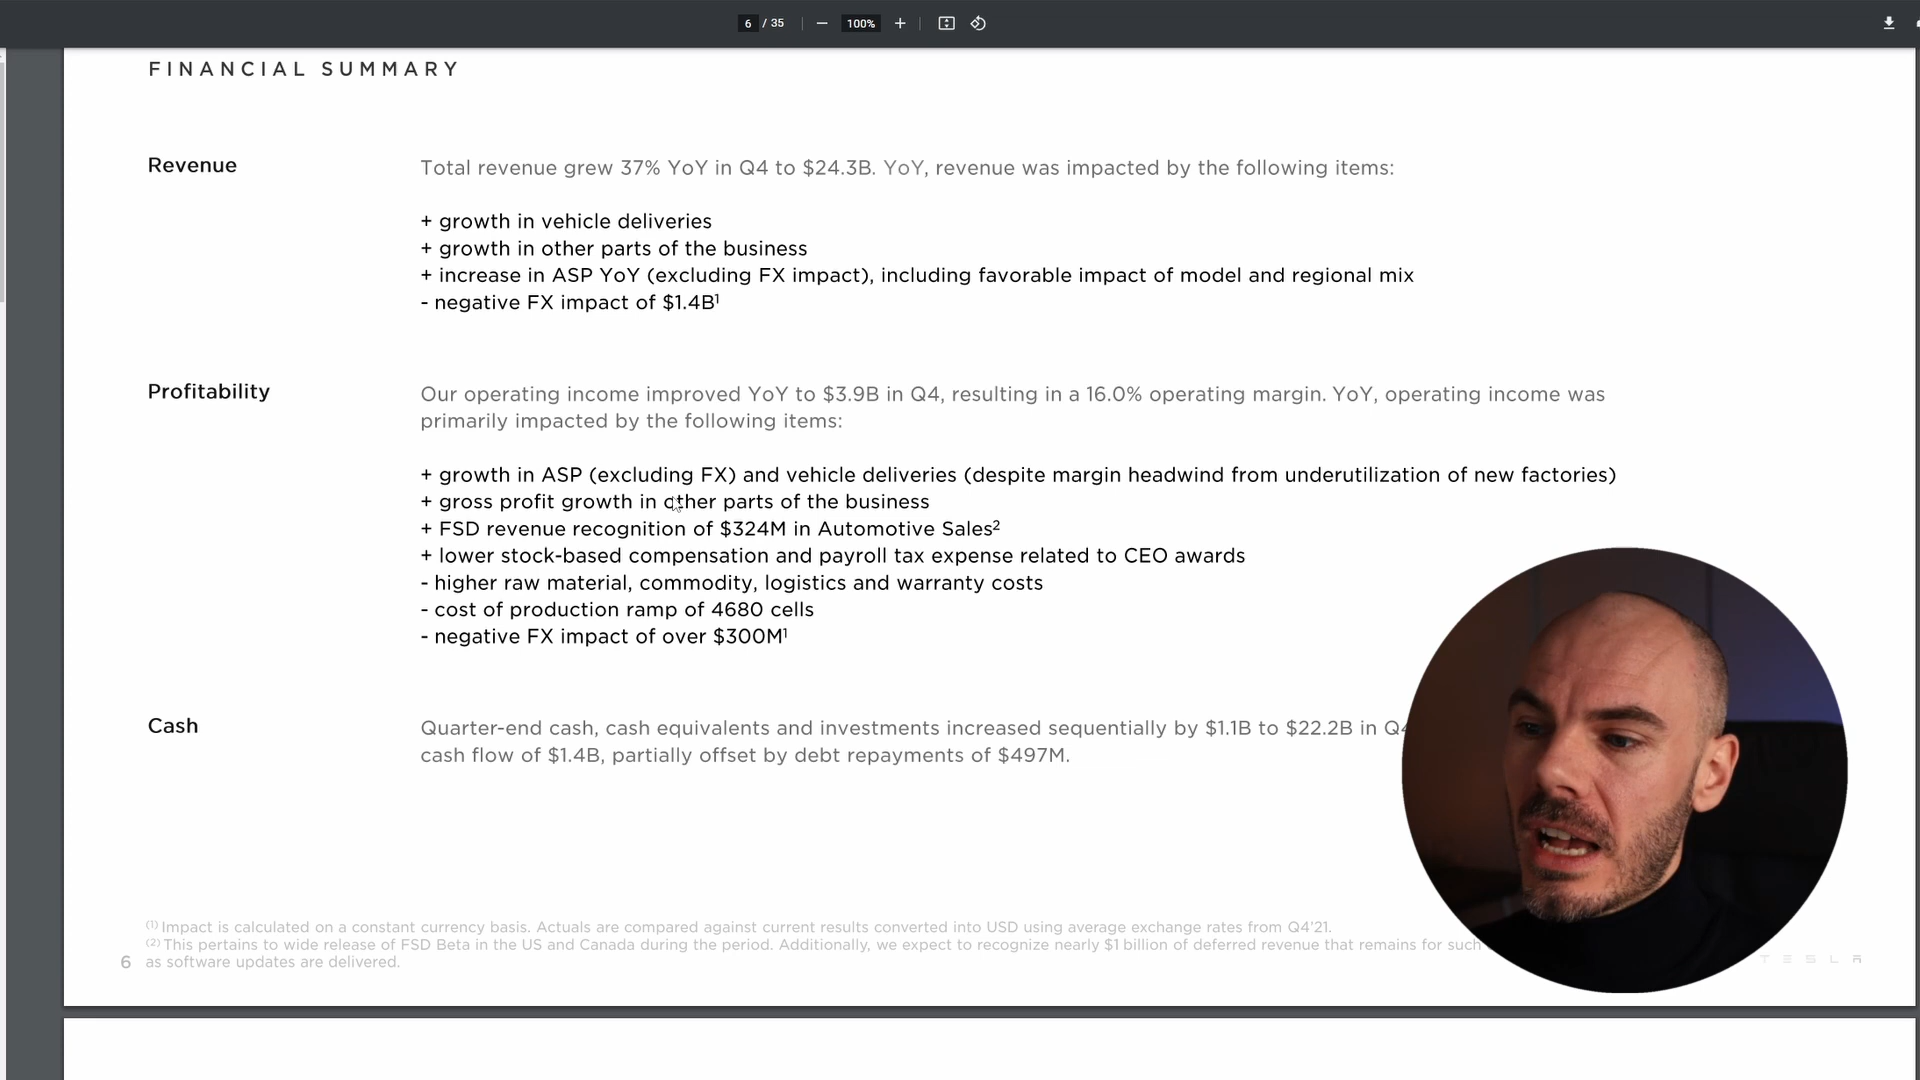 6 / 35
100%
FINANCIAL SUMMARY
Revenue
Total revenue grew 37% YoY in Q4 to $24.3B. YoY, revenue was impacted by the following items:
+ growth in vehicle deliveries
+ growth in other parts of the business
+ increase in ASP YoY (excluding FX impact), including favorable impact of model and regional mix
- negative FX impact of $1.4B¹
Profitability
Our operating income improved YoY to $3.9B in Q4, resulting in a 16.0% operating margin. YoY, operating income was
primarily impacted by the following items:
+ growth in ASP (excluding FX) and vehicle deliveries (despite margin headwind from underutilization of new factories)
+ gross profit growth in other parts of the business
+ FSD revenue recognition of $324M in Automotive Sales²
+ lower stock-based compensation and payroll tax expense related to CEO awards
- higher raw material, commodity, logistics and warranty costs
- cost of production ramp of 4680 cells
- negative FX impact of over $300M¹
Cash
Quarter-end cash, cash equivalents and investments increased sequentially by $1.1B to $22.2B in Q4
cash flow of $1.4B, partially offset by debt repayments of $497M.
(1) Impact is calculated on a constant currency basis. Actuals are compared against current results converted into USD using average exchange rates from Q4'21.
(2) This pertains to wide release of FSD Beta in the US and Canada during the period. Additionally, we expect to recognize nearly $1 billion of deferred revenue that remains for such
as software updates are delivered.
6
TESLA